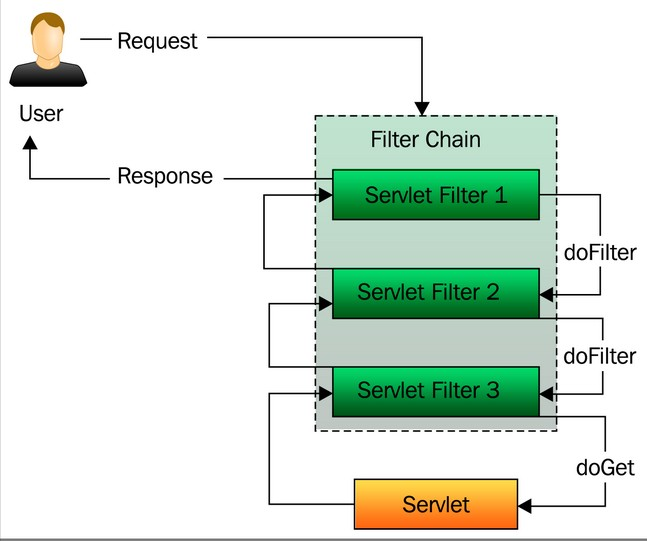 Request
User
Filter Chain
Response
Servlet Filter 1
doFilter
Servlet Filter 2
doFilter
Servlet Filter 3
doGet
Servlet